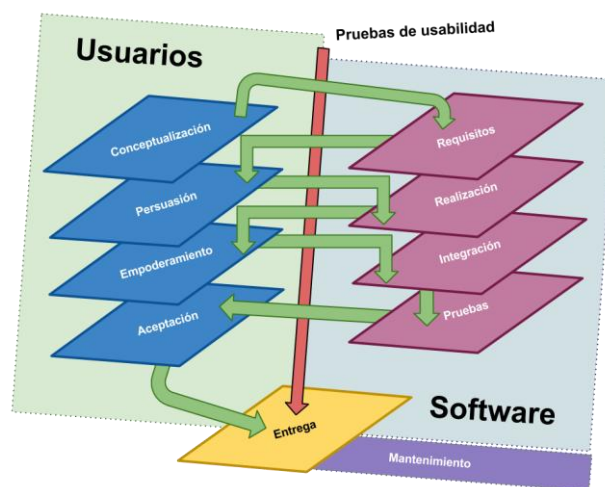 Pruebas de usabilidad
Usuarios
Conceptualización
Requisitos
Persuasión
Realización
Empoderamiento
Integración
Aceptación
Pruebas
Entrega
Software
Mantenimiento